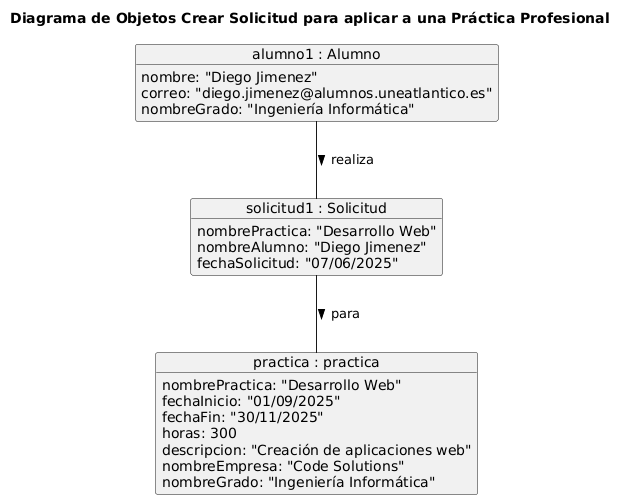 Diagrama de Objetos Crear Solicitud para aplicar a una Práctica Profesional
alumno1 : Alumno
nombre: "Diego Jimenez"
correo: "diego.jimenez@alumnos.uneatlantico.es"
nombreGrado: "Ingeniería Informática"
realiza
solicitud1 : Solicitud
nombrePractica: "Desarrollo Web"
nombreAlumno: "Diego Jimenez"
fechaSolicitud: "07/06/2025"
para
practica : practica
nombrePractica: "Desarrollo Web"
fechaInicio: "01/09/2025"
fechaFin: "30/11/2025"
horas: 300
descripcion: "Creación de aplicaciones web"
nombreEmpresa: "Code Solutions"
nombreGrado: "Ingeniería Informática"